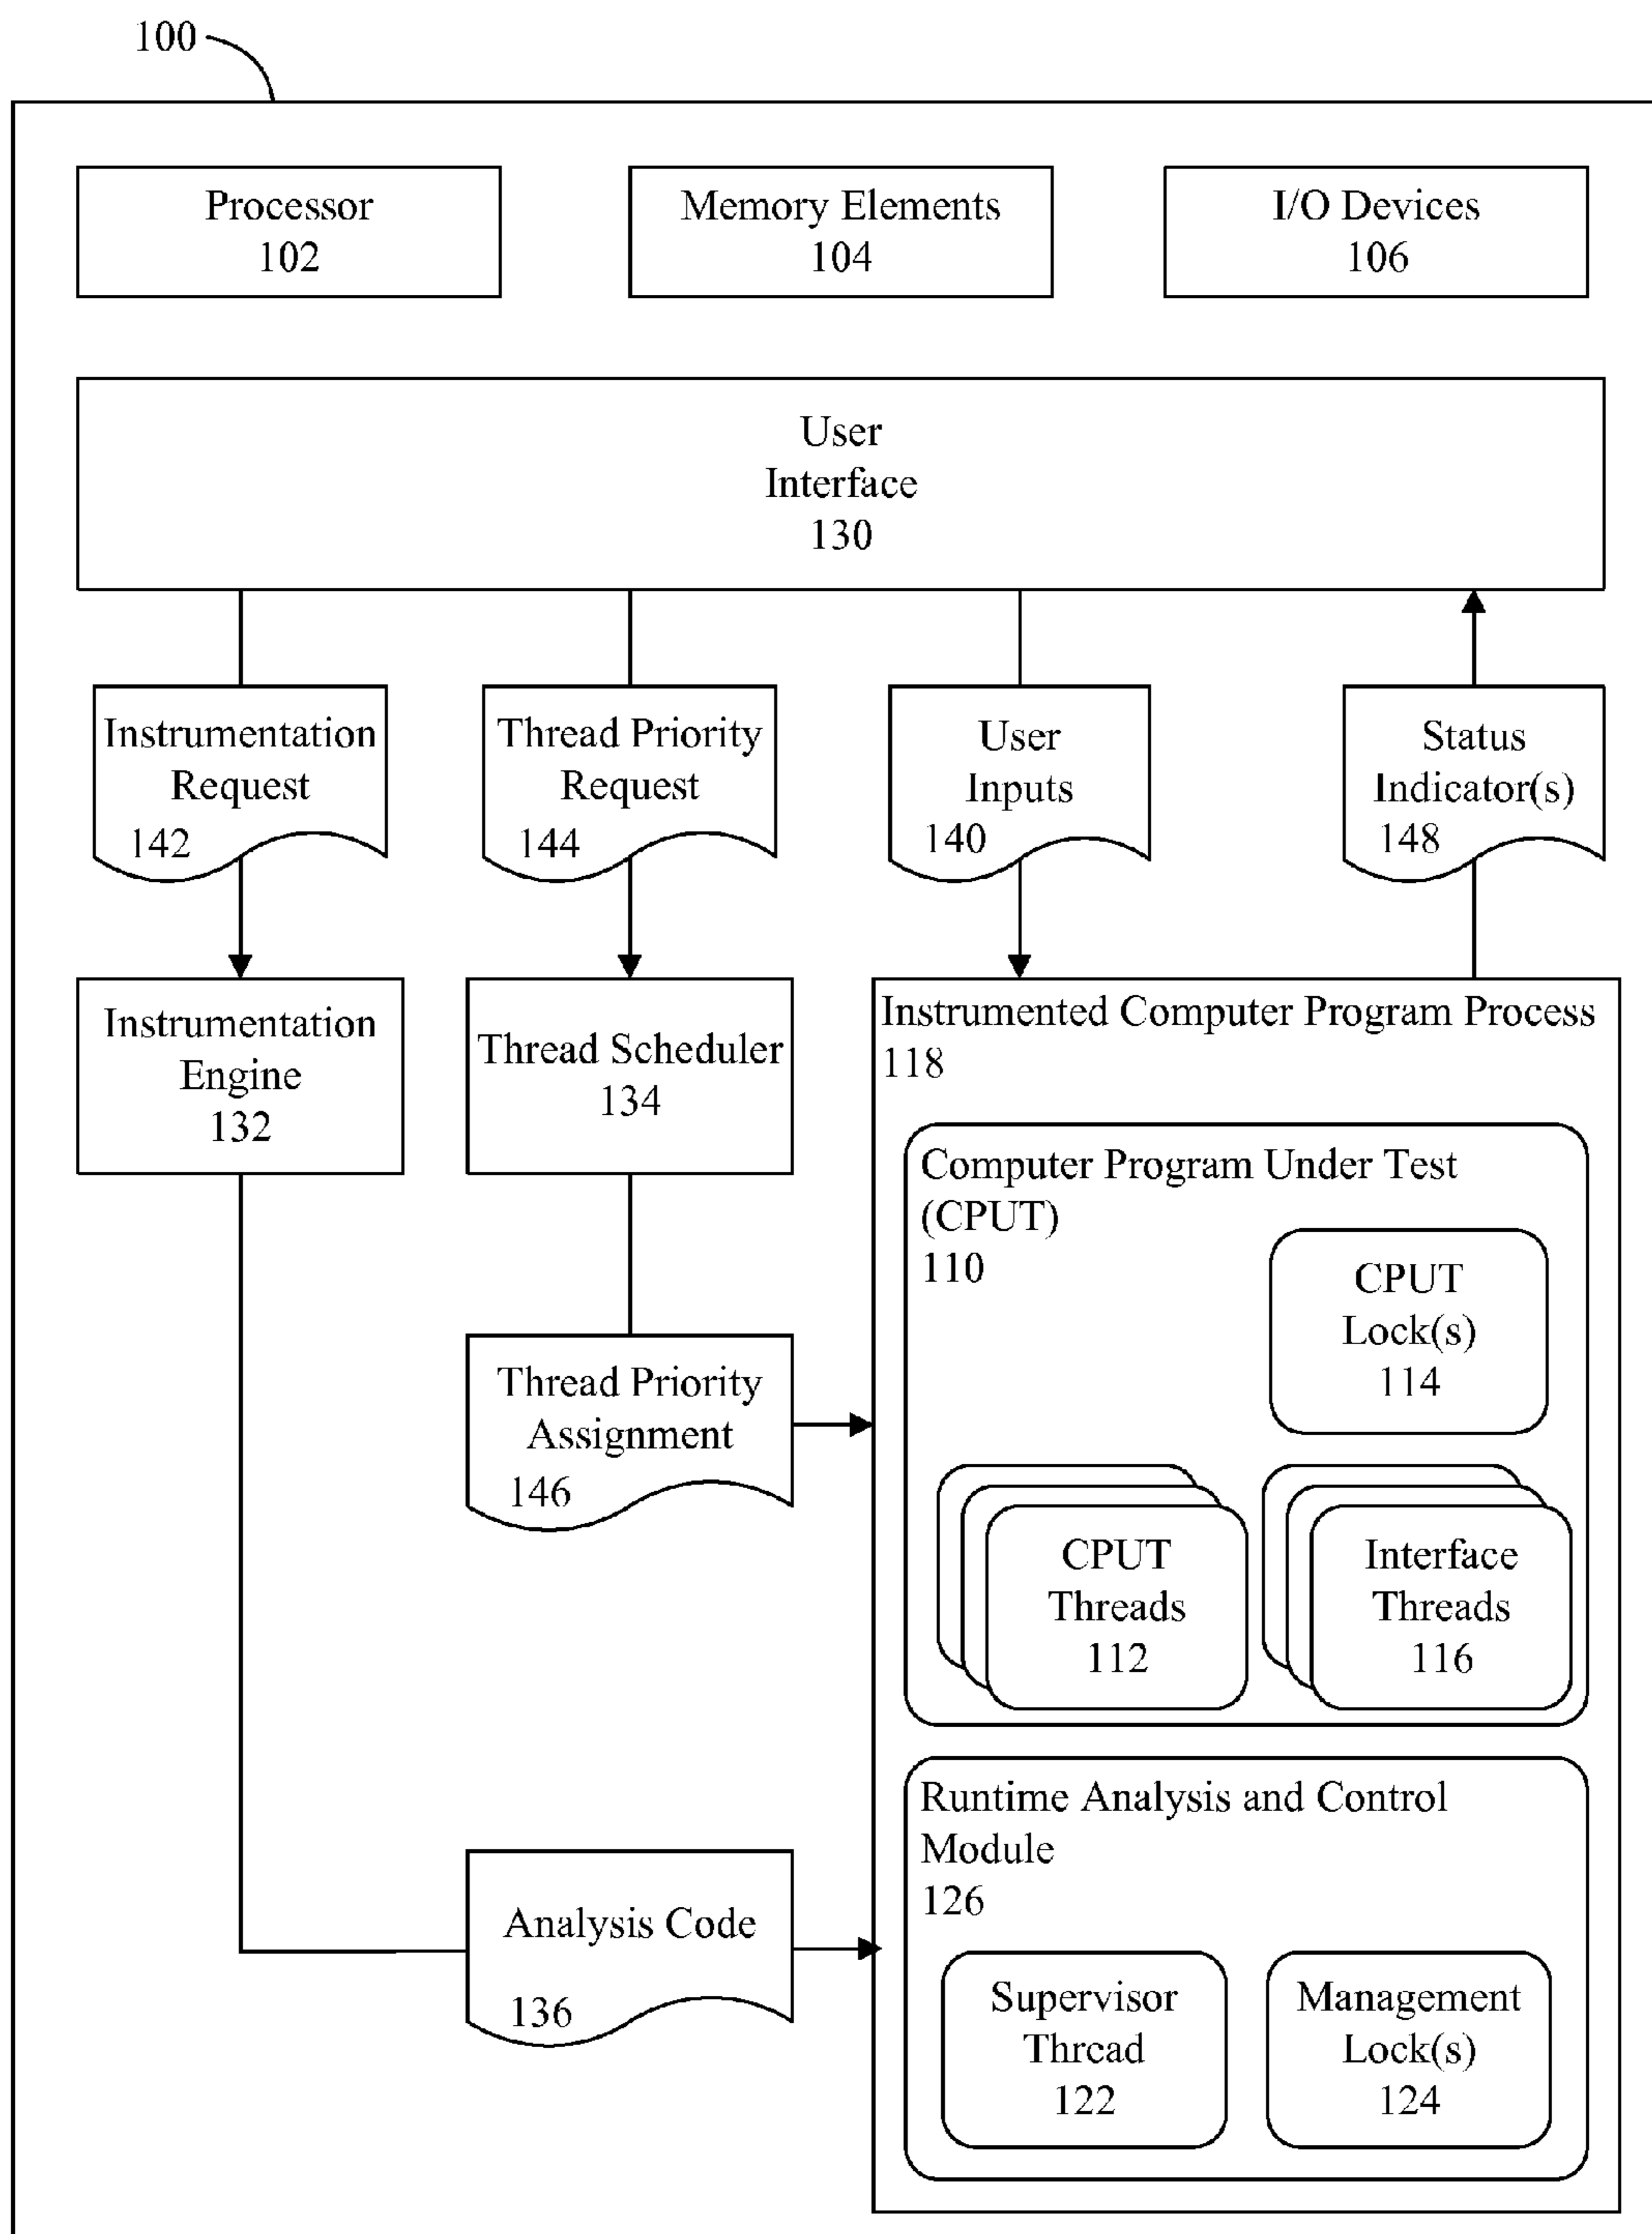 100
Processor
102
Memory Elements
104
I/O Devices
106
User
Interface
130
Instrumentation
Request
142
Thread Priority
Request
144
User
Inputs
140
Status
Indicator(s)
148
Instrumentation
Engine
132
Thread Scheduler
134
Instrumented Computer Program Process
118
Computer Program Under Test
(CPUT)
110
CPUT
Lock(s)
114
Thread Priority
Assignment
146
CPUT
Threads
112
Interface
Threads
116
Runtime Analysis and Control
Module
126
Analysis Code
136
Supervisor
Thread
122
Management
Lock(s)
124